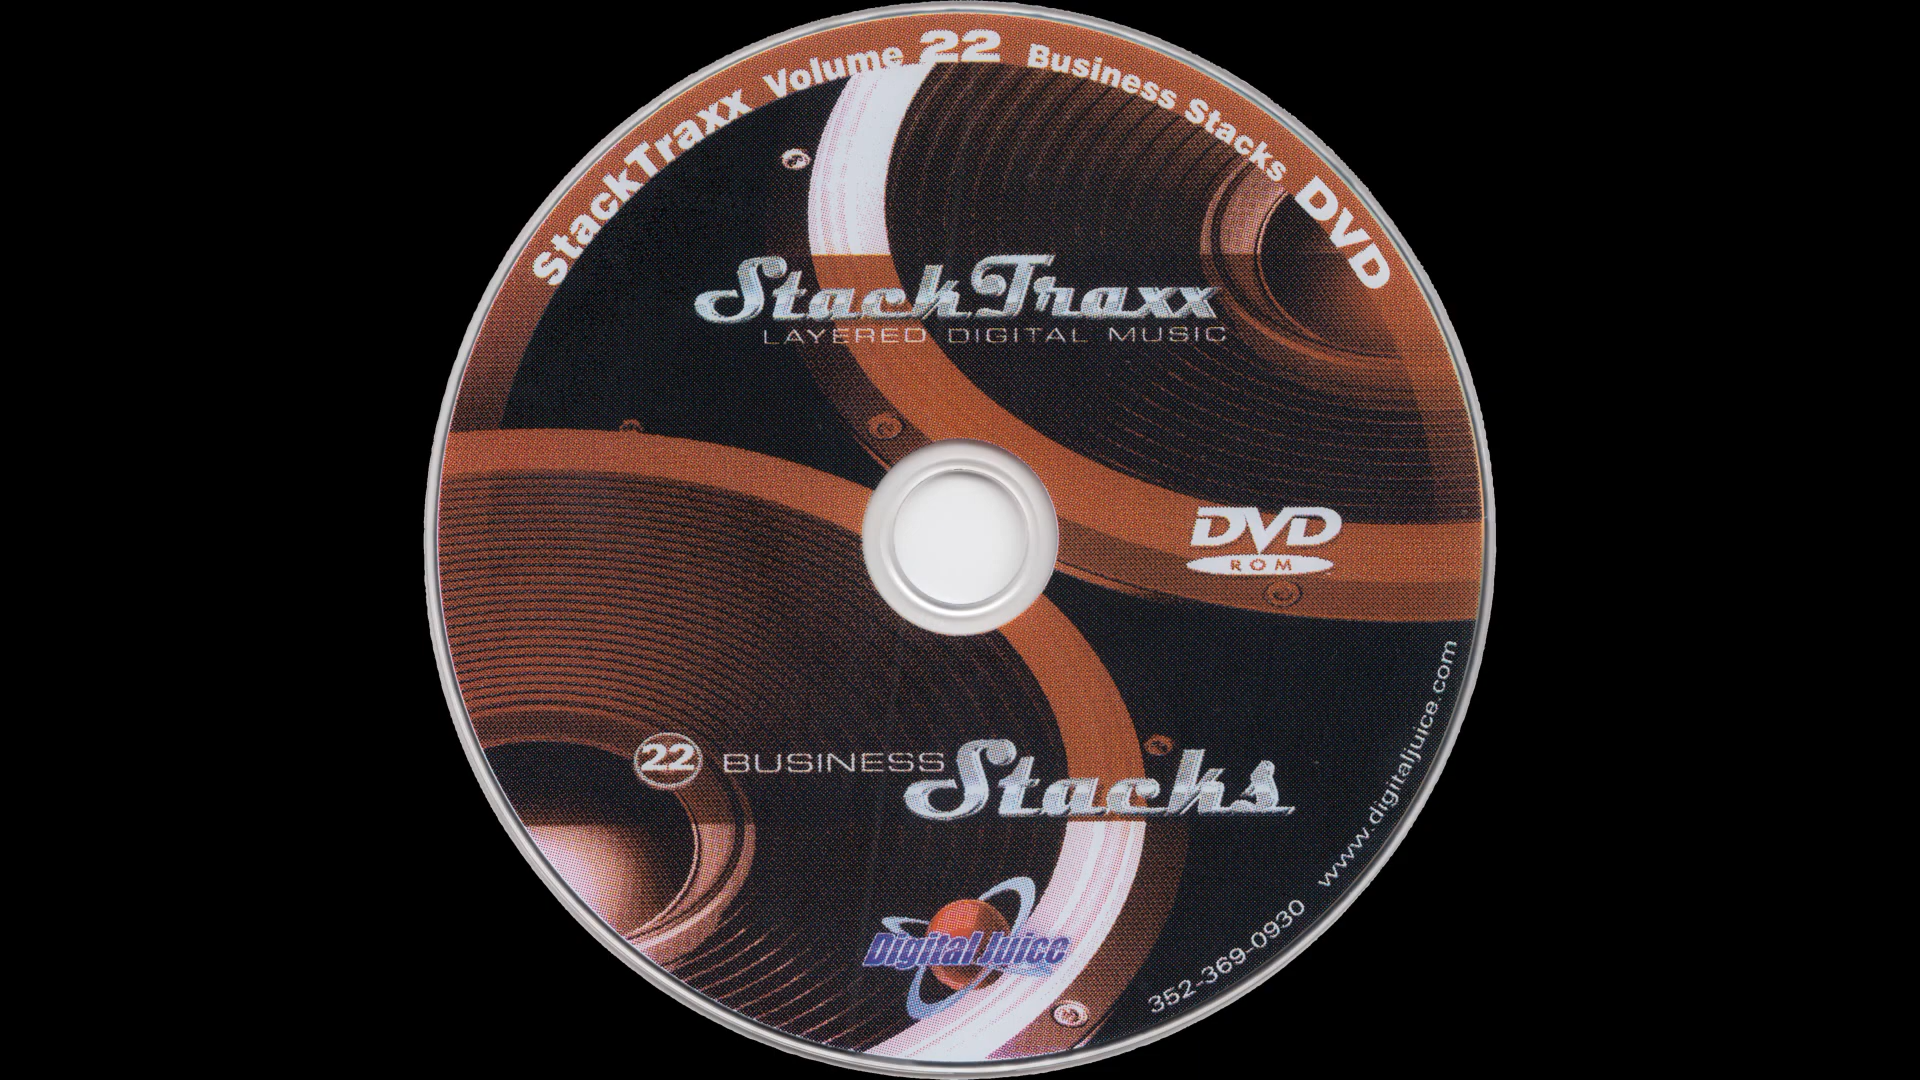 StackTraxx Volume 22 Business Stacks DVD
StackTraxx
LAYERED DIGITAL MUSIC
DVD
ROM
22 BUSINESS Stacks
Digital Juice
www.digitaljuice.com
352-369-0930